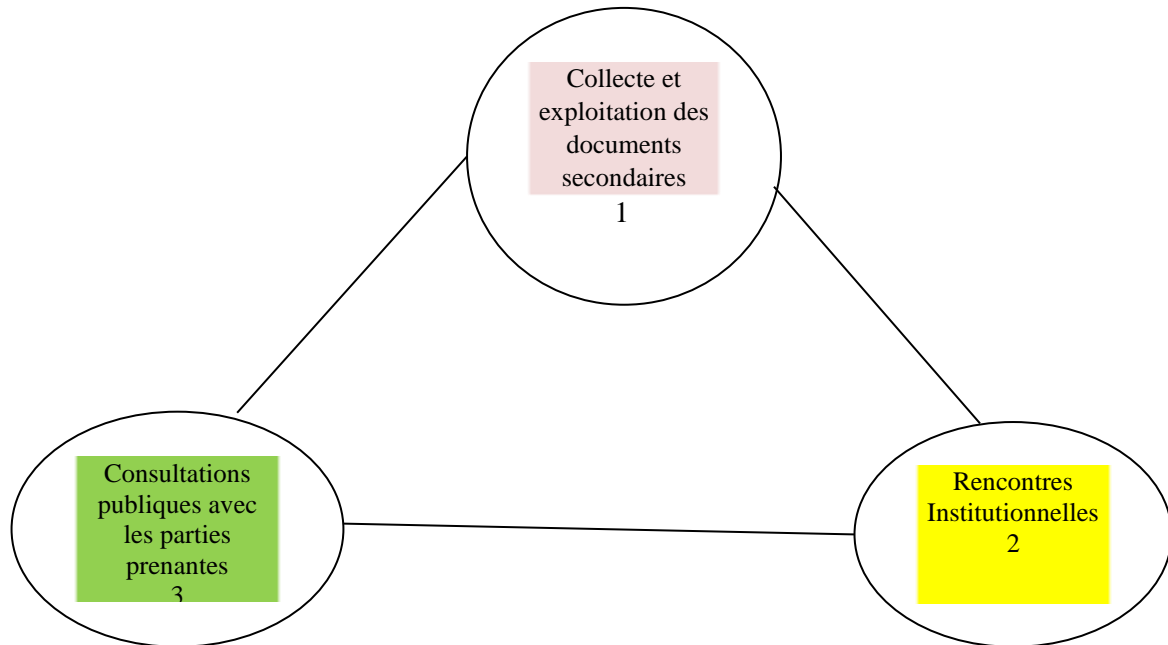 Collecte et
exploitation des
documents
secondaires
1
Consultations
publiques avec
les parties
prenantes
3
Rencontres
Institutionnelles
2